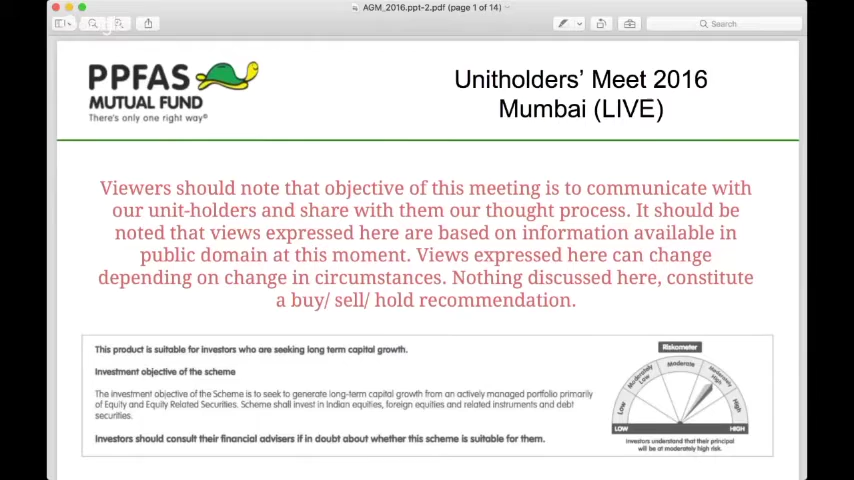 AGM_2016.ppt-2.pdf (page 1 of 14)
Search
PPFAS
MUTUAL FUND
There's only one right way®
Unitholders' Meet 2016
Mumbai (LIVE)
Viewers should note that objective of this meeting is to communicate with
our unit-holders and share with them our thought process. It should be
noted that views expressed here are based on information available in
public domain at this moment. Views expressed here can change
depending on change in circumstances. Nothing discussed here, constitute
a buy/ sell/ hold recommendation.
This product is suitable for investors who are seeking long term capital growth.
Investment objective of the scheme
The investment objective of the Scheme is to seek to generate long-term capital growth from an actively managed portfolio primarily
of Equity and Equity Related Securities. Scheme shall invest in Indian equities, foreign equities and related instruments and debt
securities.
Investors should consult their financial advisers if in doubt about whether this scheme is suitable for them.
Riskometer
Low
Moderately Low
Moderate
Moderately High
High
LOW
HIGH
Investors understand that their principal
will be at moderately high risk.